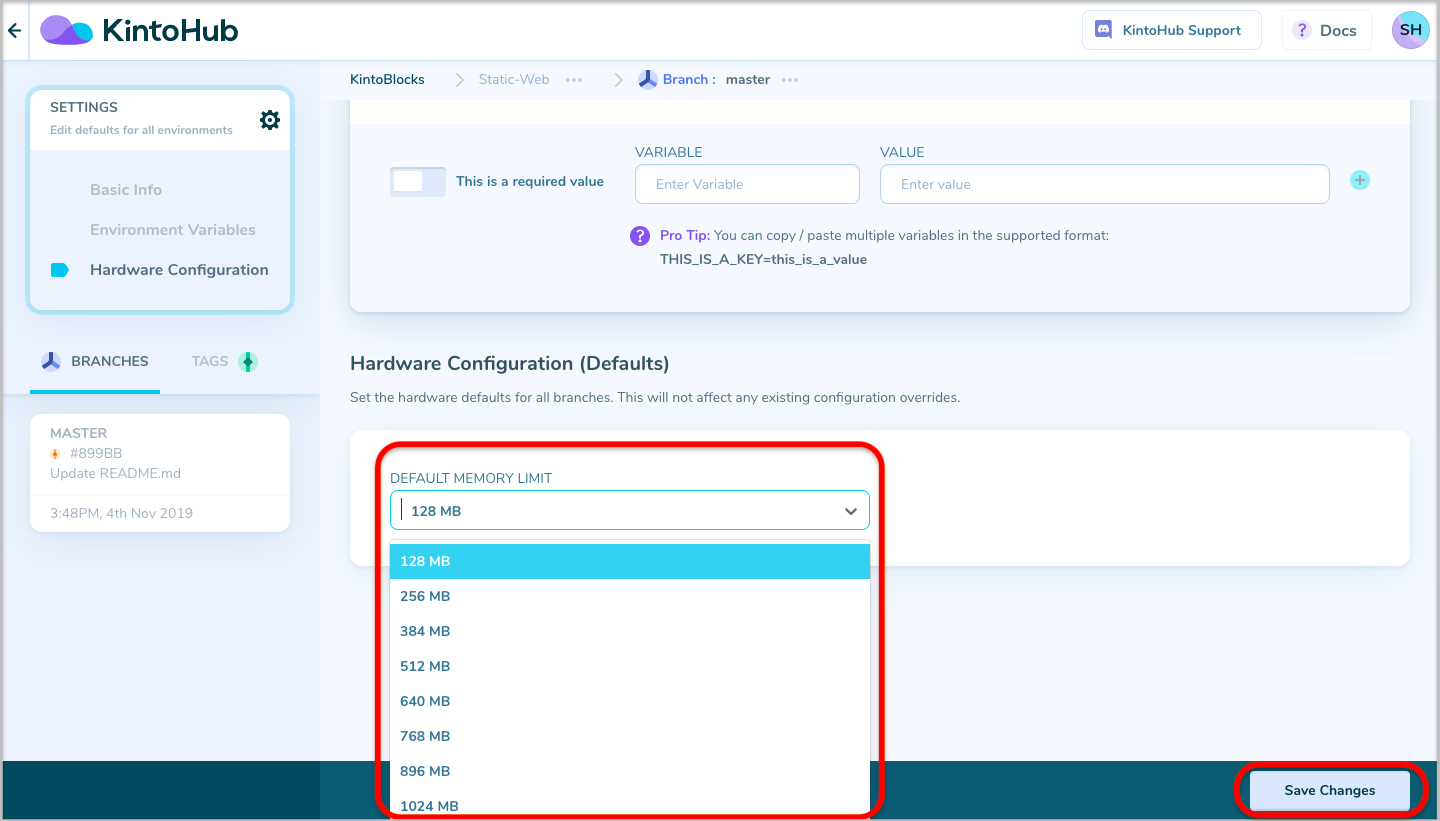 KintoHub
KintoHub Support
? Docs
SH
SETTINGS
Edit defaults for all environments
Basic Info
Environment Variables
Hardware Configuration
BRANCHES
TAGS
MASTER
#899BB
Update README.md
3:48PM, 4th Nov 2019
KintoBlocks
Static-Web
Branch : master
This is a required value
VARIABLE
Enter Variable
VALUE
Enter value
? Pro Tip: You can copy / paste multiple variables in the supported format:
THIS_IS_A_KEY=this_is_a_value
Hardware Configuration (Defaults)
Set the hardware defaults for all branches. This will not affect any existing configuration overrides.
DEFAULT MEMORY LIMIT
128 MB
128 MB
256 MB
384 MB
512 MB
640 MB
768 MB
896 MB
1024 MB
Save Changes